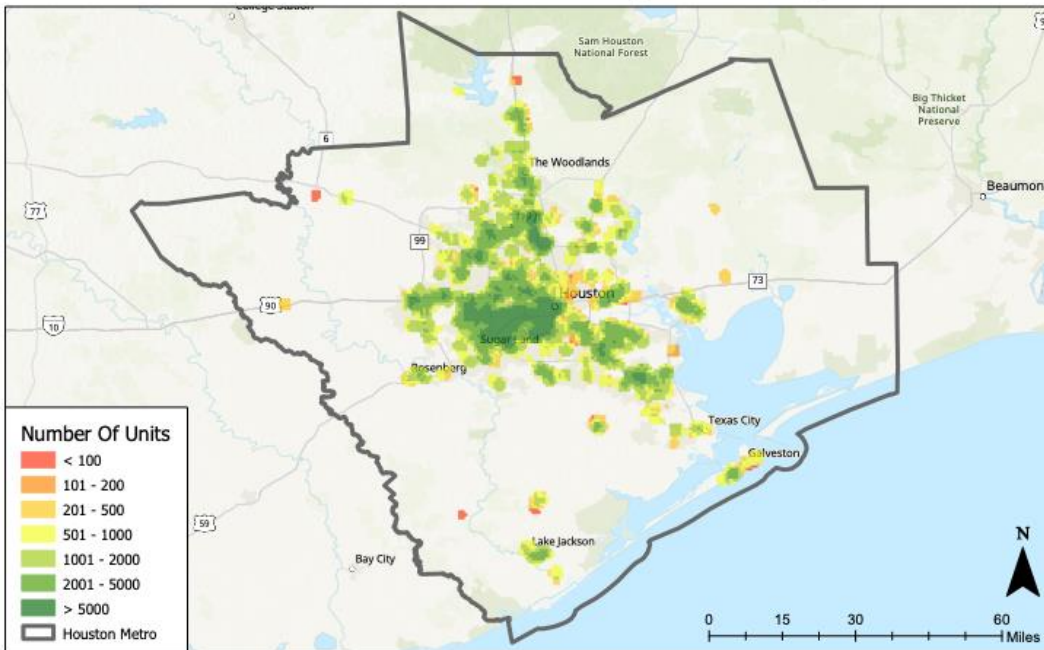 College Station
Sam Houston
National Forest
Big Thicket
National
Preserve
6
The Woodlands
Beaumont
77
99
73
90
Houston
10
Sugar Land
Rosenberg
Texas City
Galveston
59
Lake Jackson
Bay City
Number Of Units
< 100
101 - 200
201 - 500
501 - 1000
1001 - 2000
2001 - 5000
> 5000
Houston Metro
N
0 15 30 60
Miles